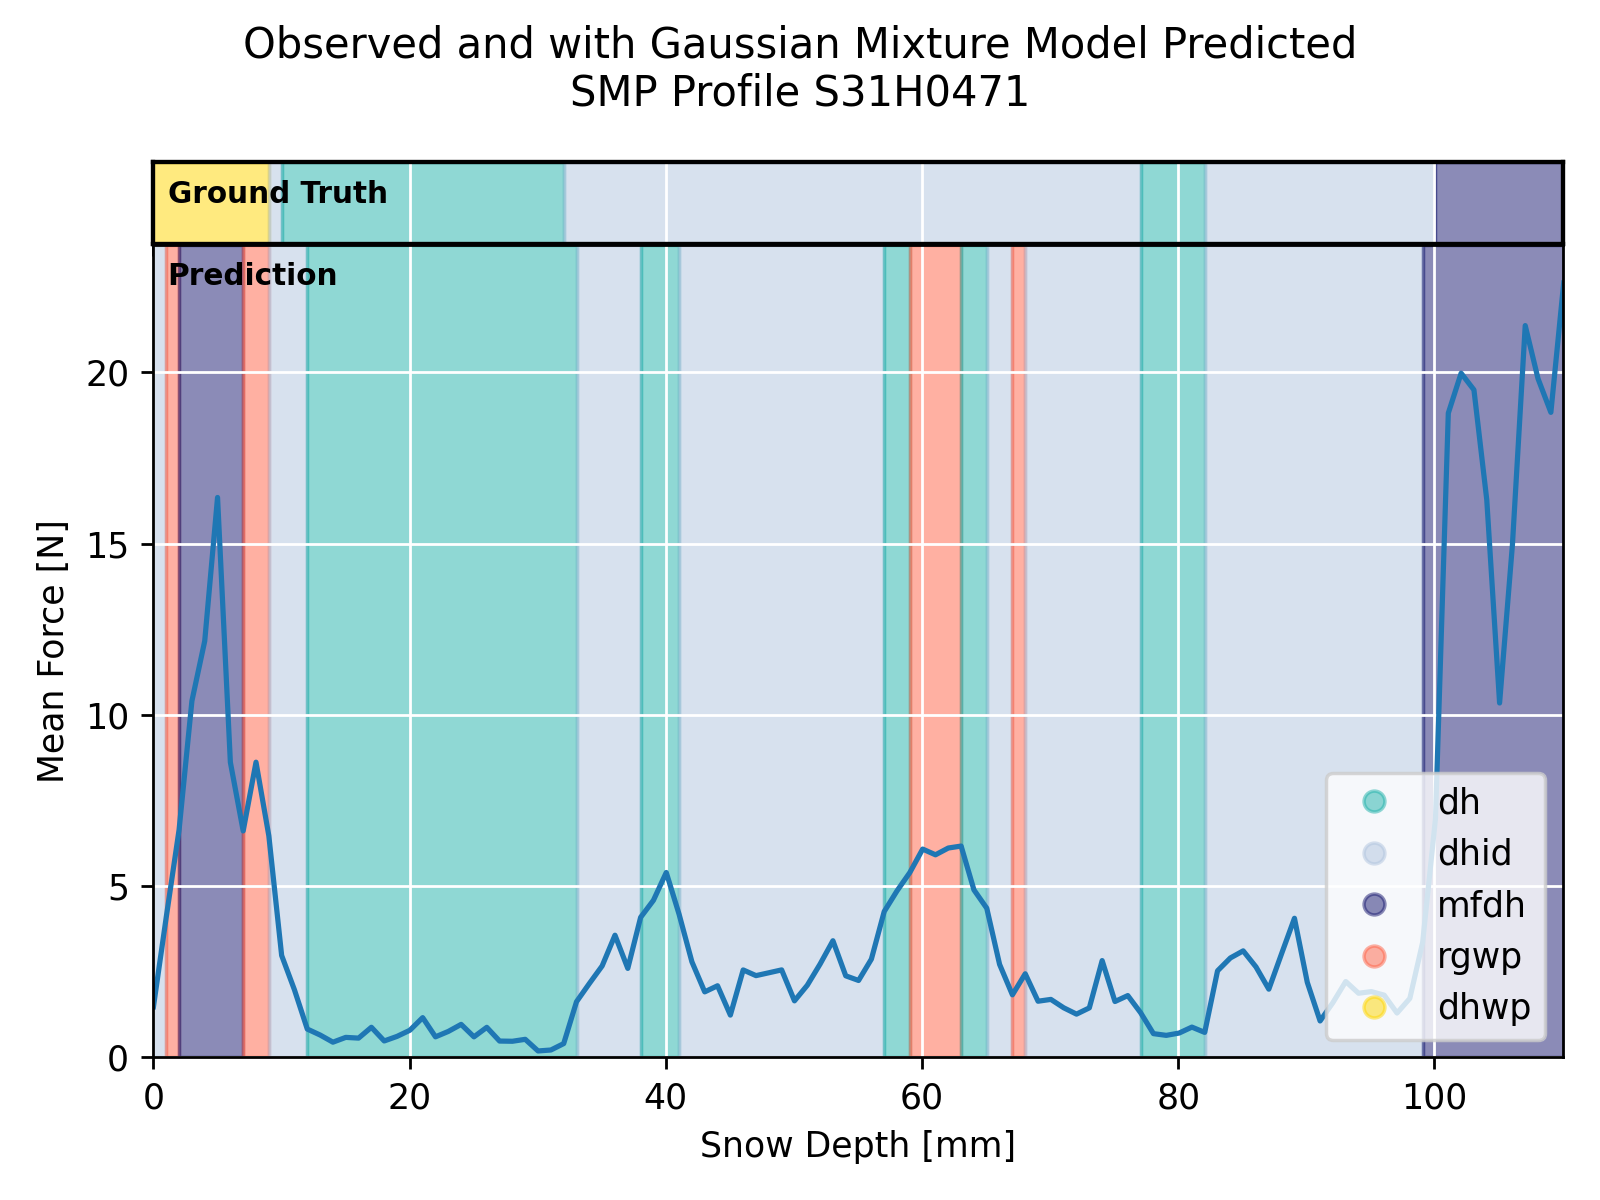 Observed and with Gaussian Mixture Model Predicted
SMP Profile S31H0471
Ground Truth
Prediction
20
15
10
5
0
Mean Force [N]
dh
dhid
mfdh
rgwp
dhwp
0 20 40 60 80 100
Snow Depth [mm]